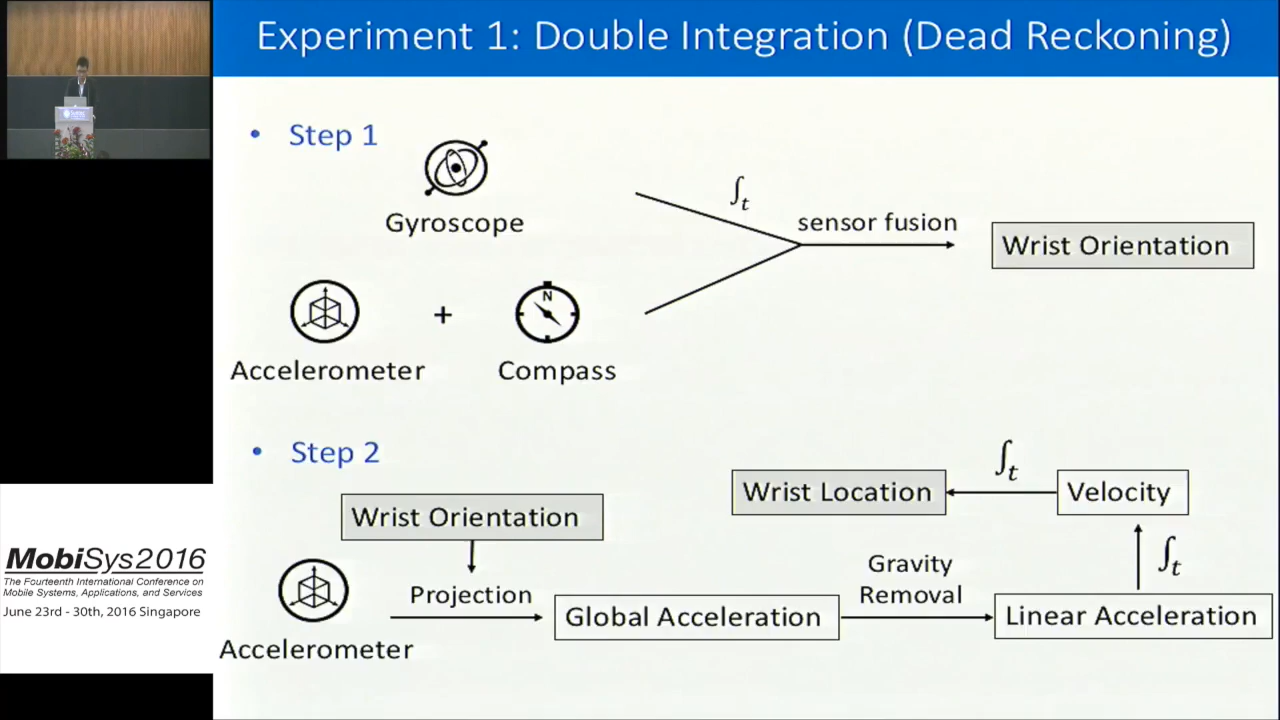 Experiment 1: Double Integration (Dead Reckoning)
• Step 1
Gyroscope
∫t
sensor fusion
Wrist Orientation
N
+
Accelerometer
Compass
• Step 2
Wrist Orientation
Accelerometer
Projection
Global Acceleration
Gravity
Removal
Linear Acceleration
∫t
Velocity
∫t
Wrist Location
MobiSys2016
The Fourteenth International Conference on
Mobile Systems, Applications, and Services
June 23rd - 30th, 2016 Singapore